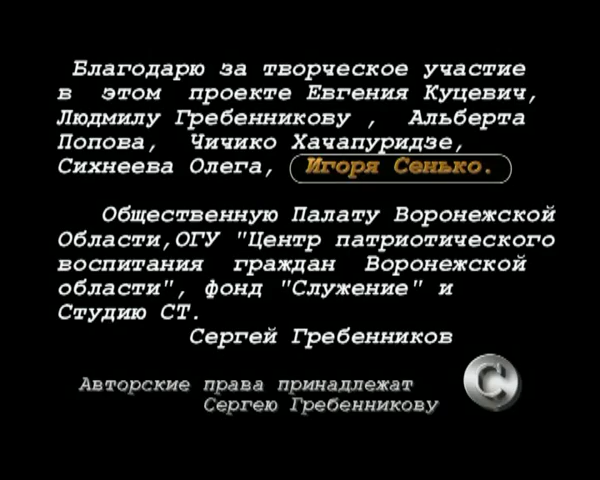 Благодарю за творческое участие
в этом проекте Евгения Куцевич,
Людмилу Гребенникову , Альберта
Попова, Чичико Хачапуридзе,
Сихнеева Олега, Игоря Сенько.
Общественную Палату Воронежской
Области,ОГУ "Центр патриотического
воспитания граждан Воронежской
области", фонд "Служение" и
Студию СТ.
Сергей Гребенников
Авторские права принадлежат
Сергею Гребенникову
С